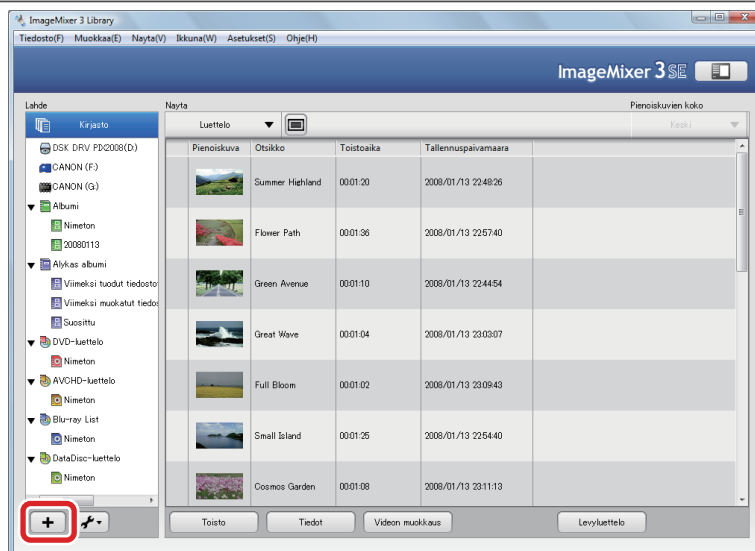 ImageMixer 3 Library
Tiedosto(F) Muokkaa(E) Nayta(V) Ikkuna(W) Asetukset(S) Ohje(H)
ImageMixer 3 SE
Lahde
Nayta
Pienoiskuvien koko
Kirjasto
Luettelo
Keski
DSK DRV PD2008(D:)
CANON (F:)
CANON (G:)
Albumi
Nimeton
20080113
Alykas albumi
Viimeksi tuodut tiedosto
Viimeksi muokatut tiedos
Suosittu
DVD-luettelo
Nimeton
AVCHD-luettelo
Nimeton
Blu-ray List
Nimeton
DataDisc-luettelo
Nimeton
Pienoiskuva Otsikko Toistoaika Tallennuspaivamaara
Summer Highland 00:01:20 2008/01/13 22:48:26
Flower Path 00:01:36 2008/01/13 22:57:40
Green Avenue 00:01:10 2008/01/13 22:44:54
Great Wave 00:01:04 2008/01/13 23:03:07
Full Bloom 00:01:02 2008/01/13 23:09:43
Small Island 00:01:25 2008/01/13 22:54:40
Cosmos Garden 00:01:08 2008/01/13 23:11:13
Toisto Tiedot Videon muokkaus Levyluettelo